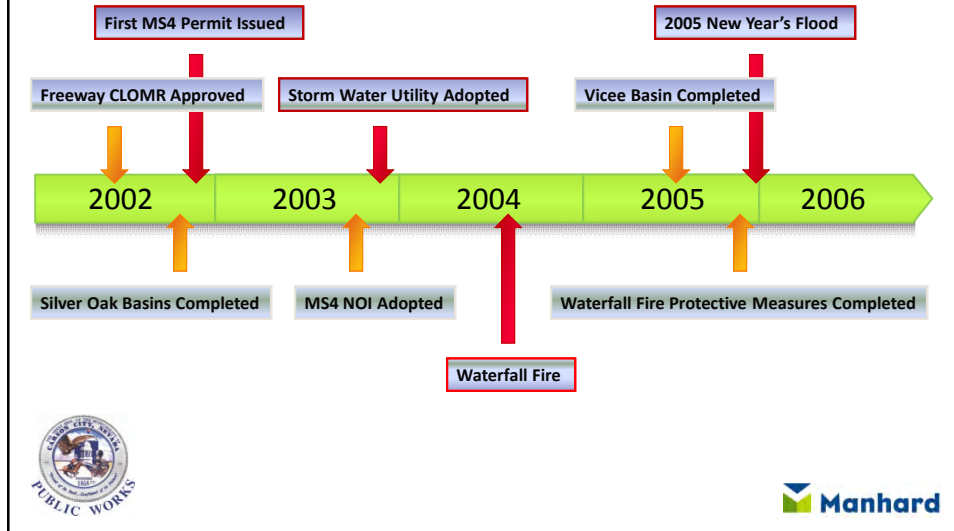 First MS4 Permit Issued
2005 New Year's Flood
Freeway CLOMR Approved
Storm Water Utility Adopted
Vicee Basin Completed
2002
2003
2004
2005
2006
Silver Oak Basins Completed
MS4 NOI Adopted
Waterfall Fire Protective Measures Completed
Waterfall Fire
CARSON CITY, NEVADA
PUBLIC WORKS
Manhard